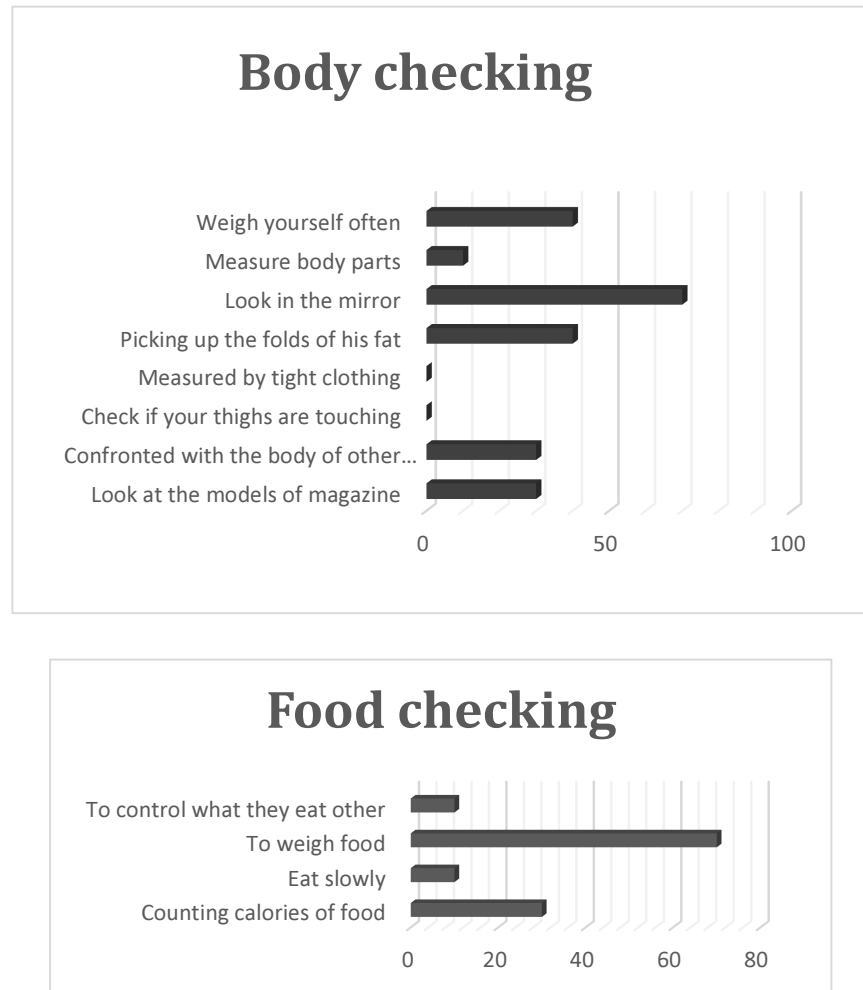 Body checking
Weigh yourself often
Measure body parts
Look in the mirror
Picking up the folds of his fat
Measured by tight clothing
Check if your thighs are touching
Confronted with the body of other...
Look at the models of magazine
0 50 100
Food checking
To control what they eat other
To weigh food
Eat slowly
Counting calories of food
0 20 40 60 80